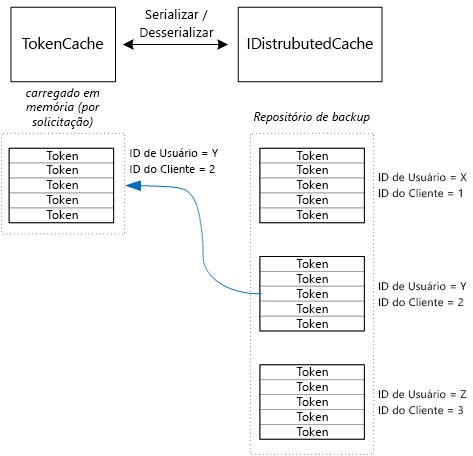 TokenCache
Serializar /
Desserializar
IDistrubutedCache
carregado em
memória (por
solicitação)
Token
Token
Token
Token
Token
ID de Usuário = Y
ID do Cliente = 2
Repositório de backup
Token
Token
Token
Token
Token
ID de Usuário = X
ID do Cliente = 1
Token
Token
Token
Token
Token
ID de Usuário = Y
ID do Cliente = 2
Token
Token
Token
Token
Token
ID de Usuário = Z
ID do Cliente = 3